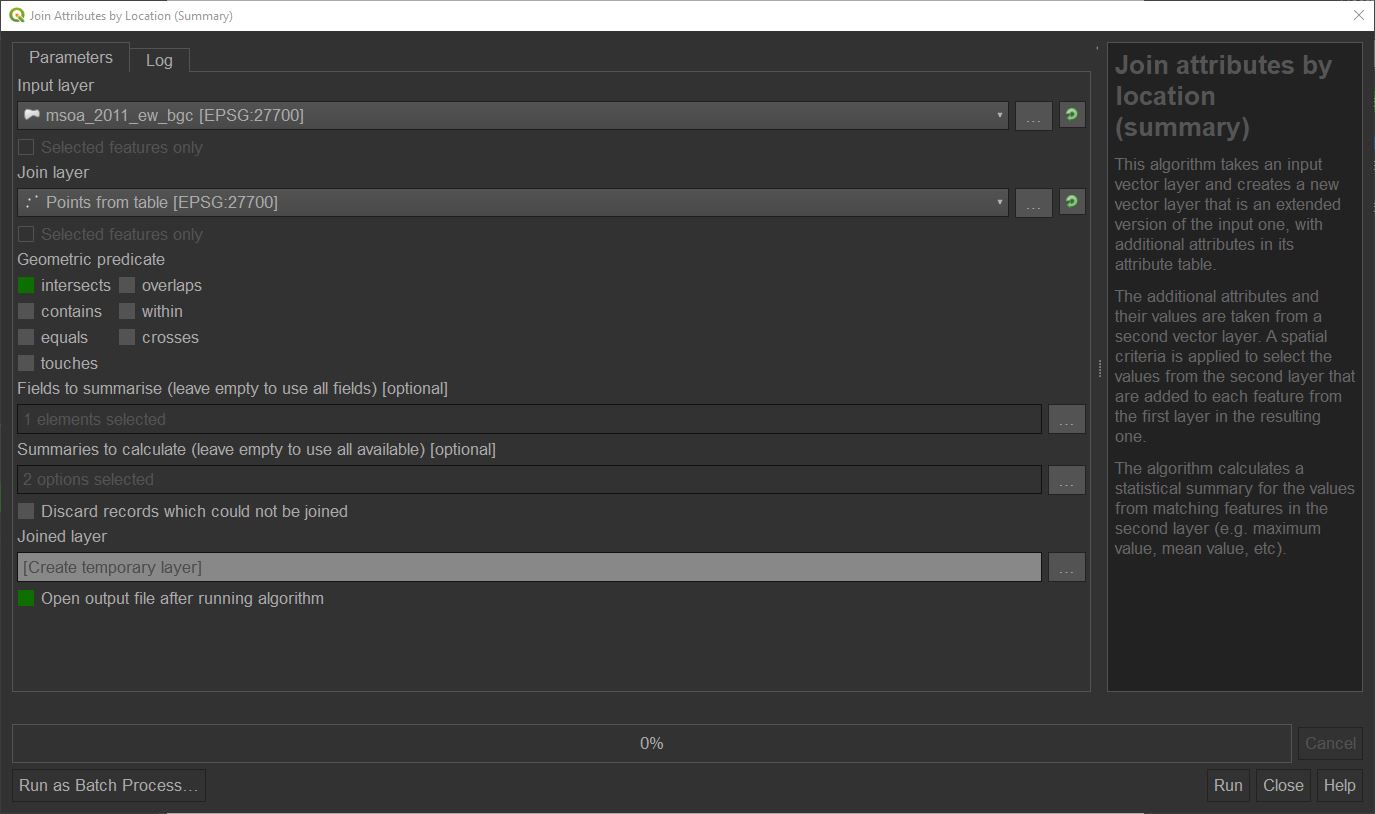 Join Attributes by Location (Summary)
Parameters
Log
Input layer
msoa_2011_ew_bgc [EPSG:27700]
...
Selected features only
Join layer
Points from table [EPSG:27700]
...
Selected features only
Geometric predicate
intersects
overlaps
contains
within
equals
crosses
touches
Fields to summarise (leave empty to use all fields) [optional]
1 elements selected
...
Summaries to calculate (leave empty to use all available) [optional]
2 options selected
...
Discard records which could not be joined
Joined layer
[Create temporary layer]
...
Open output file after running algorithm
Join attributes by
location
(summary)
This algorithm takes an input
vector layer and creates a new
vector layer that is an extended
version of the input one, with
additional attributes in its
attribute table.
The additional attributes and
their values are taken from a
second vector layer. A spatial
criteria is applied to select the
values from the second layer that
are added to each feature from
the first layer in the resulting
one.
The algorithm calculates a
statistical summary for the values
from matching features in the
second layer (e.g. maximum
value, mean value, etc).
0%
Cancel
Run as Batch Process…
Run
Close
Help